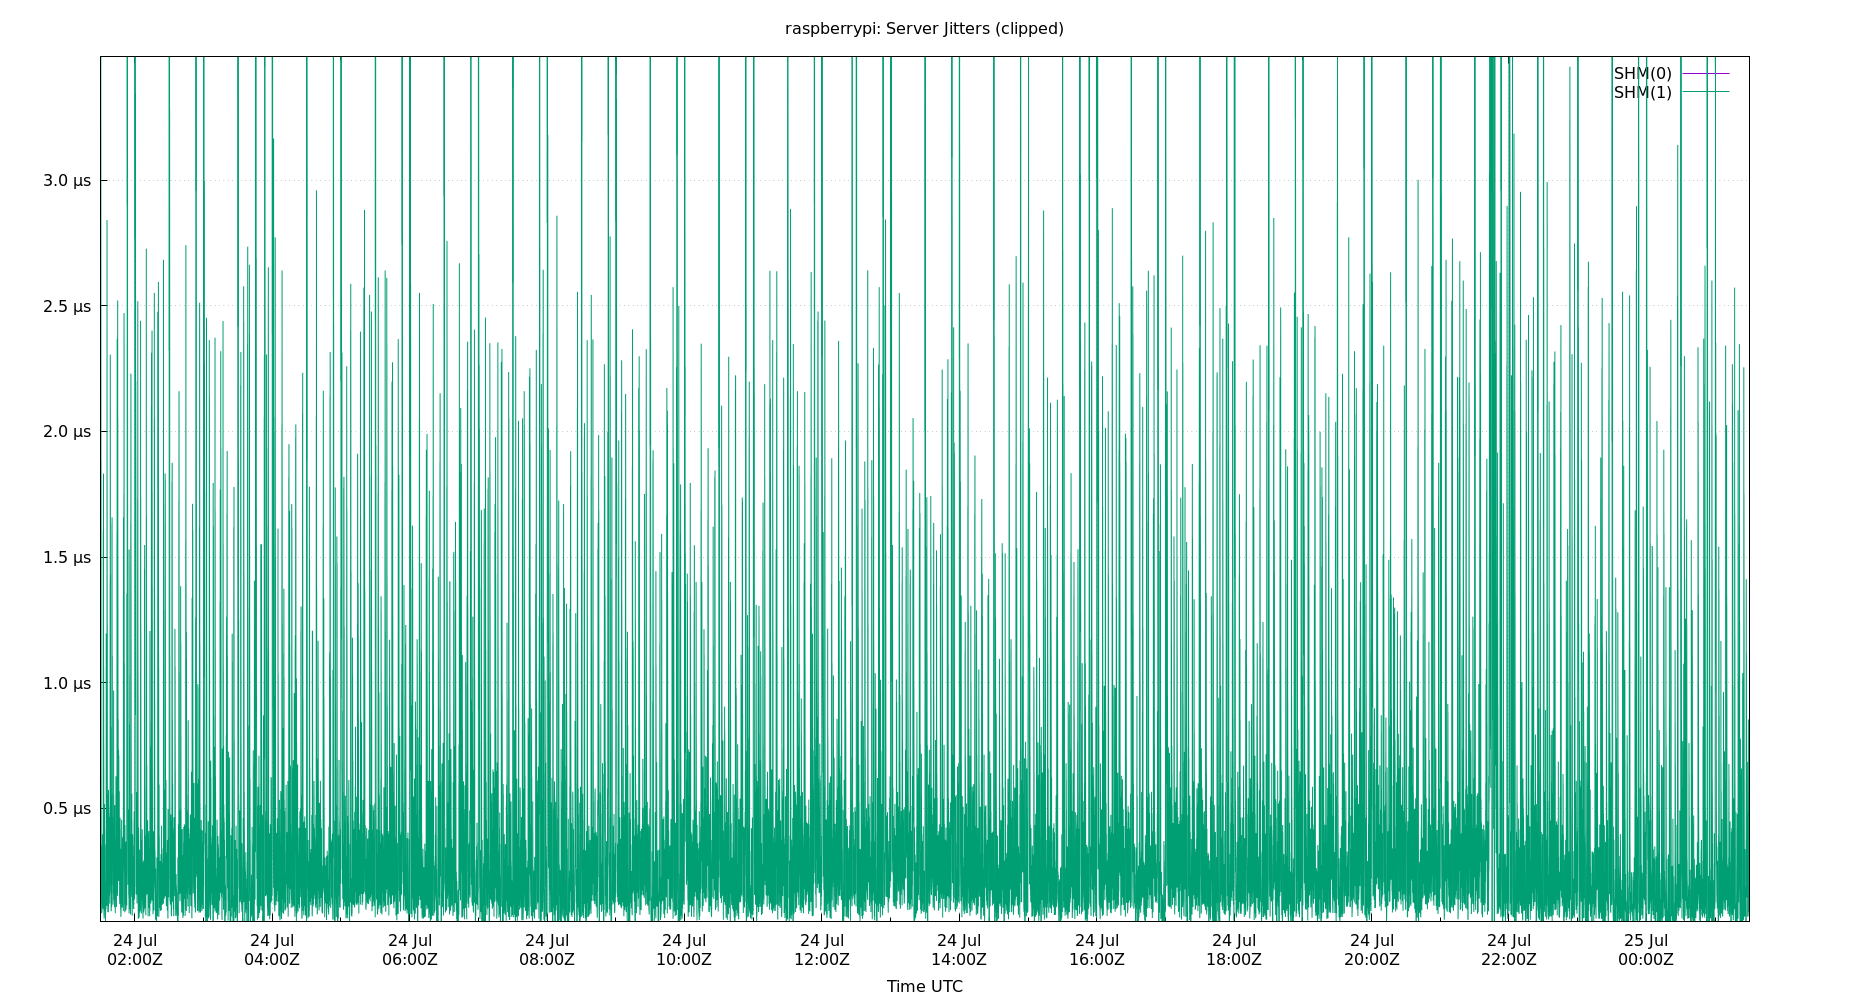 raspberrypi: Server Jitters (clipped)
SHM(0)
SHM(1)
3.0 µs
2.5 µs
2.0 µs
1.5 µs
1.0 µs
0.5 µs
24 Jul 24 Jul 24 Jul 24 Jul 24 Jul 24 Jul 24 Jul 24 Jul 24 Jul 24 Jul 24 Jul 25 Jul
02:00Z 04:00Z 06:00Z 08:00Z 10:00Z 12:00Z 14:00Z 16:00Z 18:00Z 20:00Z 22:00Z 00:00Z
Time UTC